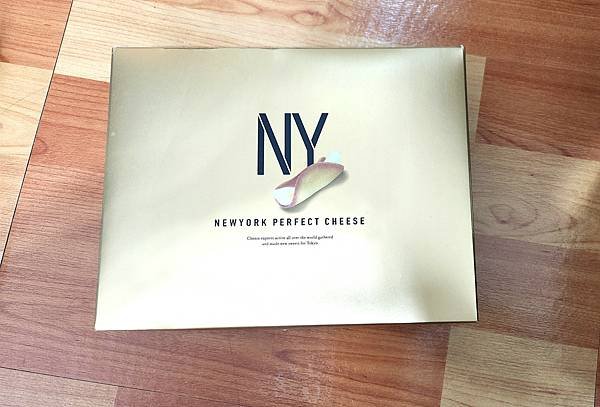 NY
NEWYORK PERFECT CHEESE
Cheese experts active all over the world gathered
and made new sweets for Tokyo.